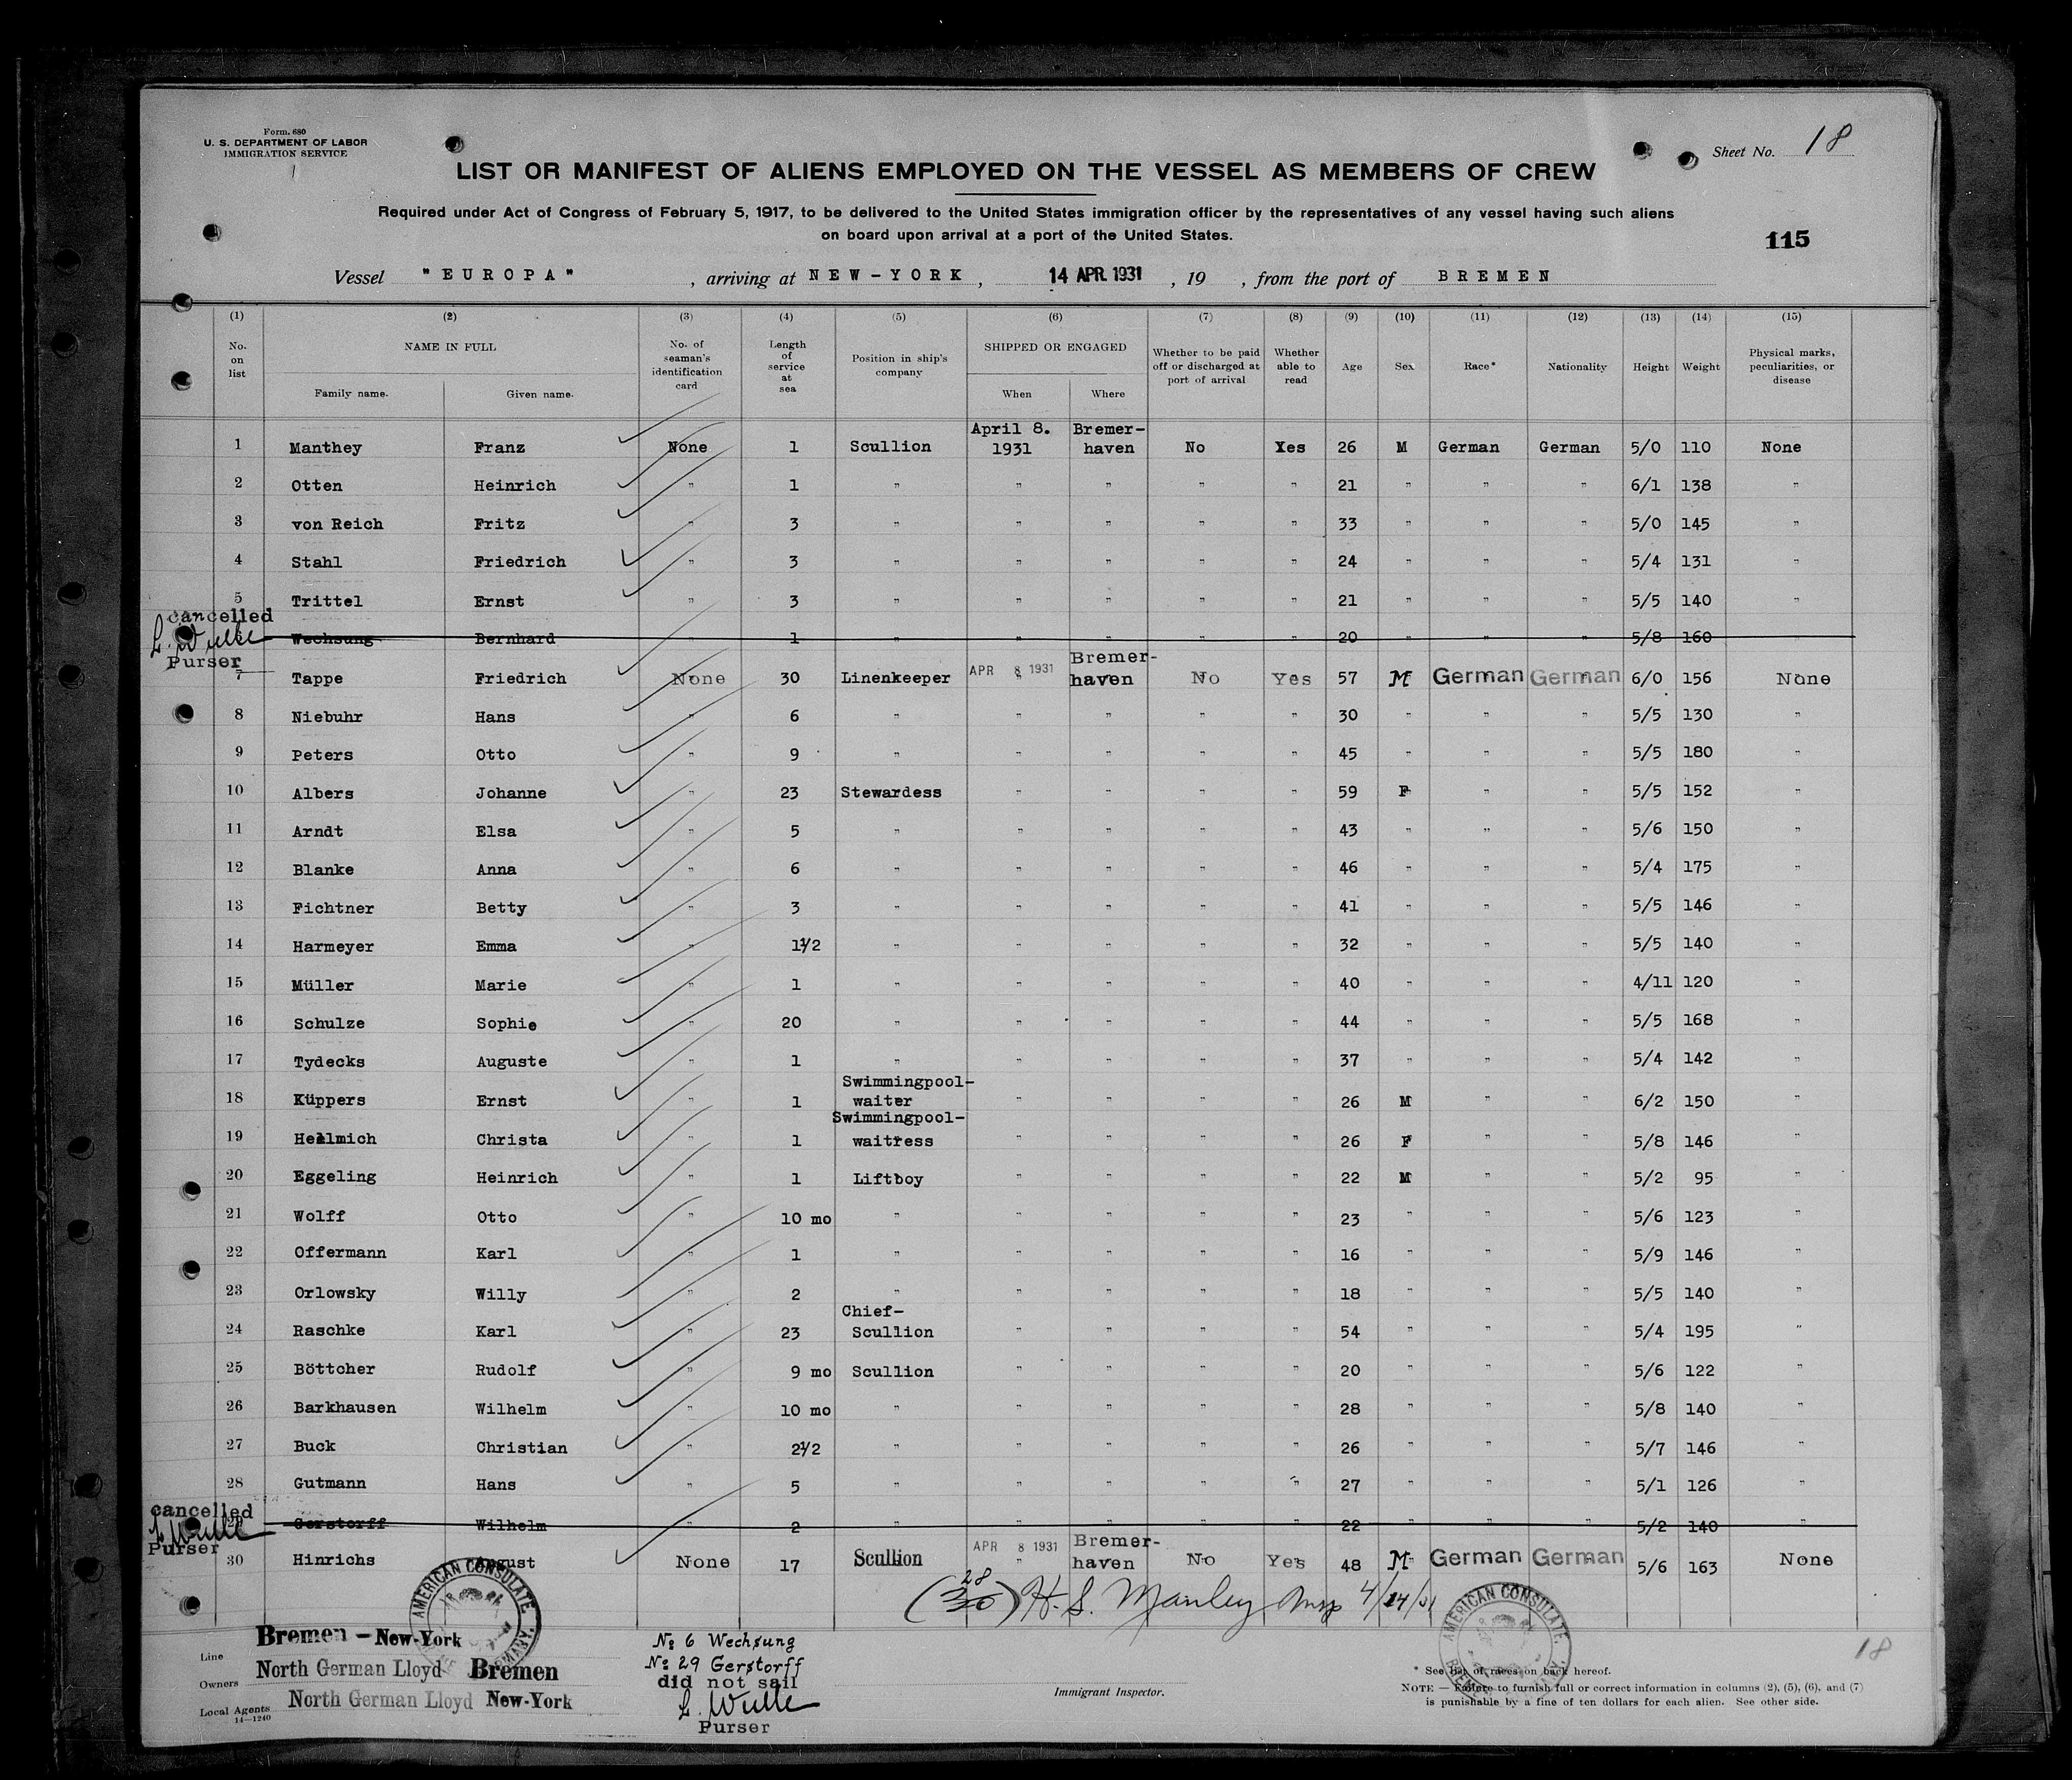 Form. 680
U. S. DEPARTMENT OF LABOR
IMMIGRATION SERVICE
Sheet No. 18
LIST OR MANIFEST OF ALIENS EMPLOYED ON THE VESSEL AS MEMBERS OF CREW
Required under Act of Congress of February 5, 1917, to be delivered to the United States immigration officer by the representatives of any vessel having such aliens
on board upon arrival at a port of the United States.
115
Vessel "EUROPA", arriving at NEW-YORK, 14 APR. 1931, 19 , from the port of BREMEN
(1) (2) (3) (4) (5) (6) (7) (8) (9) (10) (11) (12) (13) (14) (15)
No. on list NAME IN FULL Family name. Given name. No. of seaman's identification card Length of service at sea Position in ship's company SHIPPED OR ENGAGED When Where Whether to be paid off or discharged at port of arrival Whether able to read Age Sex Race* Nationality Height Weight Physical marks, peculiarities, or disease
1 Manthey Franz None 1 Scullion April 8. 1931 Bremer-haven No Yes 26 M German German 5/0 110 None
2 Otten Heinrich " 1 " " " " " 21 " " " 6/1 138 "
3 von Reich Fritz " 3 " " " " " 33 " " " 5/0 145 "
4 Stahl Friedrich " 3 " " " " " 24 " " " 5/4 131 "
5 Trittel Ernst " 3 " " " " " 21 " " " 5/5 140 "
cancelled
L. Wulle
Purser
Wechsung Bernhard " 1 " " " " " 20 " " " 5/8 160 "
7 Tappe Friedrich None 30 Linenkeeper APR 8 1931 Bremer-haven No Yes 57 M German German 6/0 156 None
8 Niebuhr Hans " 6 " " " " " 30 " " " 5/5 130 "
9 Peters Otto " 9 " " " " " 45 " " " 5/5 180 "
10 Albers Johanne " 23 Stewardess " " " " 59 F " " 5/5 152 "
11 Arndt Elsa " 5 " " " " " 43 " " " 5/6 150 "
12 Blanke Anna " 6 " " " " " 46 " " " 5/4 175 "
13 Fichtner Betty " 3 " " " " " 41 " " " 5/5 146 "
14 Harmeyer Emma " 1 1/2 " " " " " 32 " " " 5/5 140 "
15 Müller Marie " 1 " " " " " 40 " " " 4/11 120 "
16 Schulze Sophie " 20 " " " " " 44 " " " 5/5 168 "
17 Tydecks Auguste " 1 " " " " " 37 " " " 5/4 142 "
18 Küppers Ernst " 1 Swimmingpool-waiter " " " " 26 M " " 6/2 150 "
19 Hellmich Christa " 1 Swimmingpool-waitress " " " " 26 F " " 5/8 146 "
20 Eggeling Heinrich " 1 Liftboy " " " " 22 M " " 5/2 95 "
21 Wolff Otto " 10 mo " " " " " 23 " " " 5/6 123 "
22 Offermann Karl " 1 " " " " " 16 " " " 5/9 146 "
23 Orlowsky Willy " 2 " " " " " 18 " " " 5/5 140 "
24 Raschke Karl " 23 Chief-Scullion " " " " 54 " " " 5/4 195 "
25 Böttcher Rudolf " 9 mo Scullion " " " " 20 " " " 5/6 122 "
26 Barkhausen Wilhelm " 10 mo " " " " " 28 " " " 5/8 140 "
27 Buck Christian " 2 1/2 " " " " " 26 " " " 5/7 146 "
28 Gutmann Hans " 5 " " " " " 27 " " " 5/1 126 "
cancelled
L. Wulle
Purser
29 Gerstorff Wilhelm 2 " " " " " 22 " " " 5/2 140 "
30 Hinrichs August None 17 Scullion APR 8 1931 Bremer-haven No Yes 48 M German German 5/6 163 None
(28/30) H. S. Manley Insp 4/14/31
AMERICAN CONSULATE
AMERICAN CONSULATE
Line Bremen - New-York
Owners North German Lloyd Bremen
Local Agents North German Lloyd New-York
14—1240
No 6 Wechsung
No 29 Gerstorff
did not sail
L. Wulle
Purser
Immigrant Inspector.
18
* See list of races on back hereof.
NOTE — Failure to furnish full or correct information in columns (2), (5), (6), and (7)
is punishable by a fine of ten dollars for each alien. See other side.